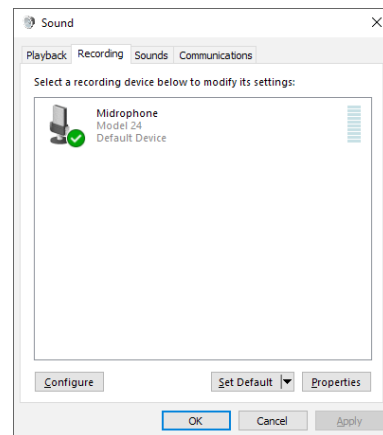 Sound
Playback Recording Sounds Communications
Select a recording device below to modify its settings:
Midrophone
Model 24
Default Device
Configure Set Default Properties
OK Cancel Apply